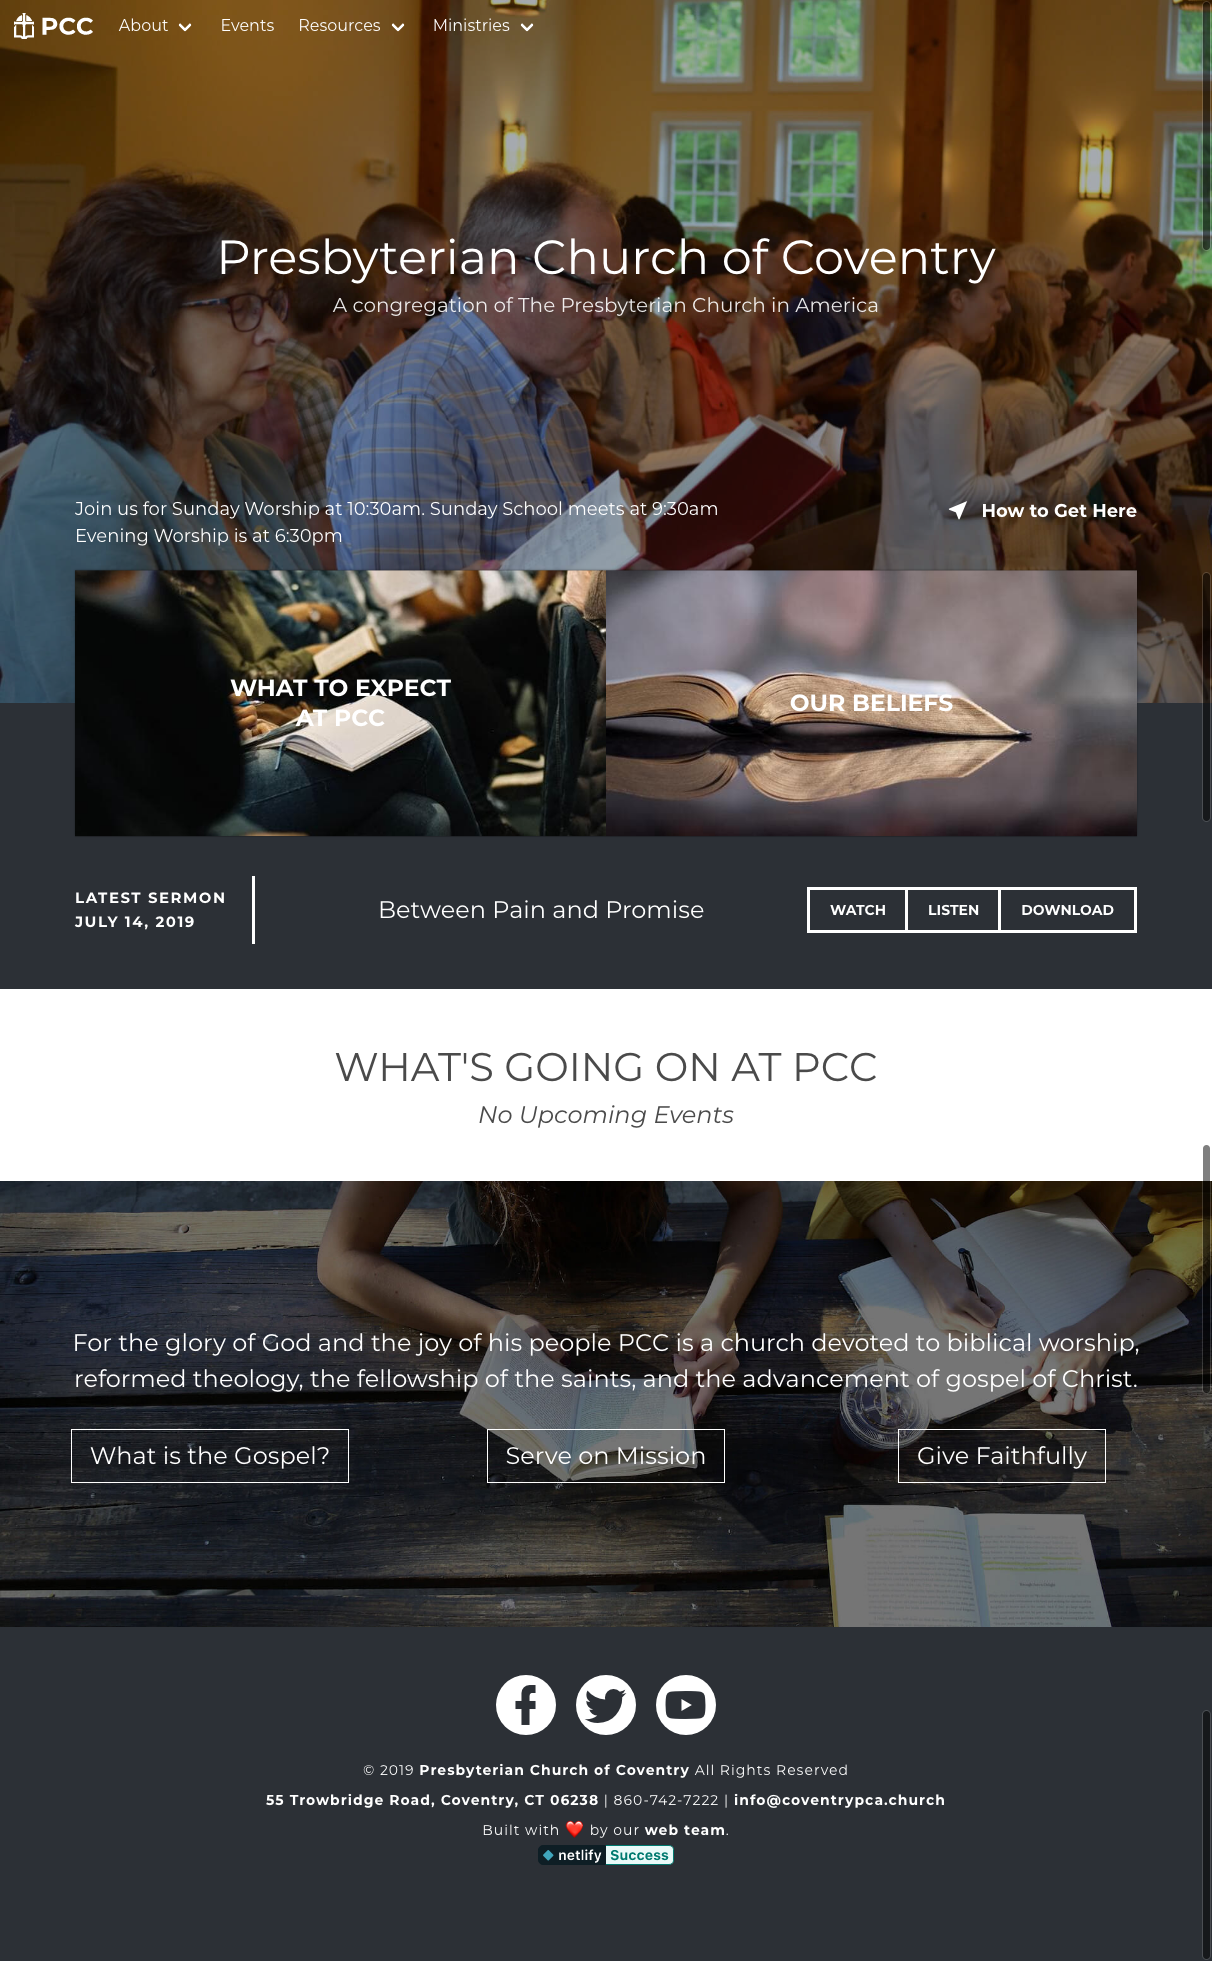 PCC
About
Events
Resources
Ministries
Presbyterian Church of Coventry
A congregation of The Presbyterian Church in America
Join us for Sunday Worship at 10:30am. Sunday School meets at 9:30am
Evening Worship is at 6:30pm
How to Get Here
WHAT TO EXPECT
AT PCC
OUR BELIEFS
LATEST SERMON
JULY 14, 2019
Between Pain and Promise
WATCH
LISTEN
DOWNLOAD
WHAT'S GOING ON AT PCC
No Upcoming Events
For the glory of God and the joy of his people PCC is a church devoted to biblical worship,
reformed theology, the fellowship of the saints, and the advancement of gospel of Christ.
What is the Gospel?
Serve on Mission
Give Faithfully
© 2019 Presbyterian Church of Coventry All Rights Reserved
55 Trowbridge Road, Coventry, CT 06238 | 860-742-7222 | info@coventrypca.church
Built with ❤️ by our web team.
netlify Success